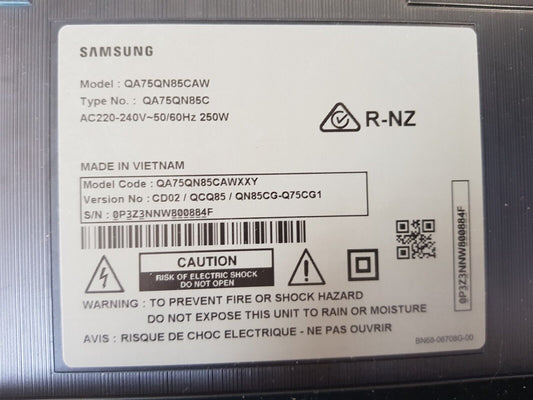 SAMSUNG
Model : QA75QN85CAW
Type No. : QA75QN85C
AC220-240V~50/60Hz 250W
R-NZ
MADE IN VIETNAM
Model Code : QA75QN85CAWXXY
Version No : CD02 / QCQ85 / QN85CG-Q75CG1
S/N : 0P3Z3NNW800884F
CAUTION
RISK OF ELECTRIC SHOCK
DO NOT OPEN
0P3Z3NNW800884F
WARNING : TO PREVENT FIRE OR SHOCK HAZARD
DO NOT EXPOSE THIS UNIT TO RAIN OR MOISTURE
AVIS : RISQUE DE CHOC ELECTRIQUE - NE PAS OUVRIR
BN68-06708G-00